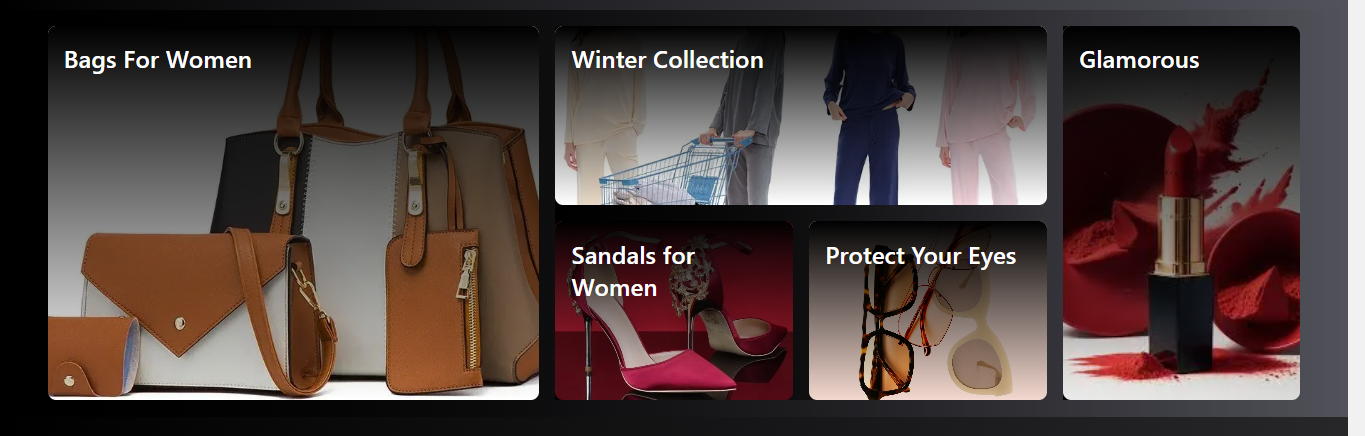 Bags For Women
Winter Collection
Glamorous
Sandals for
Women
Protect Your Eyes